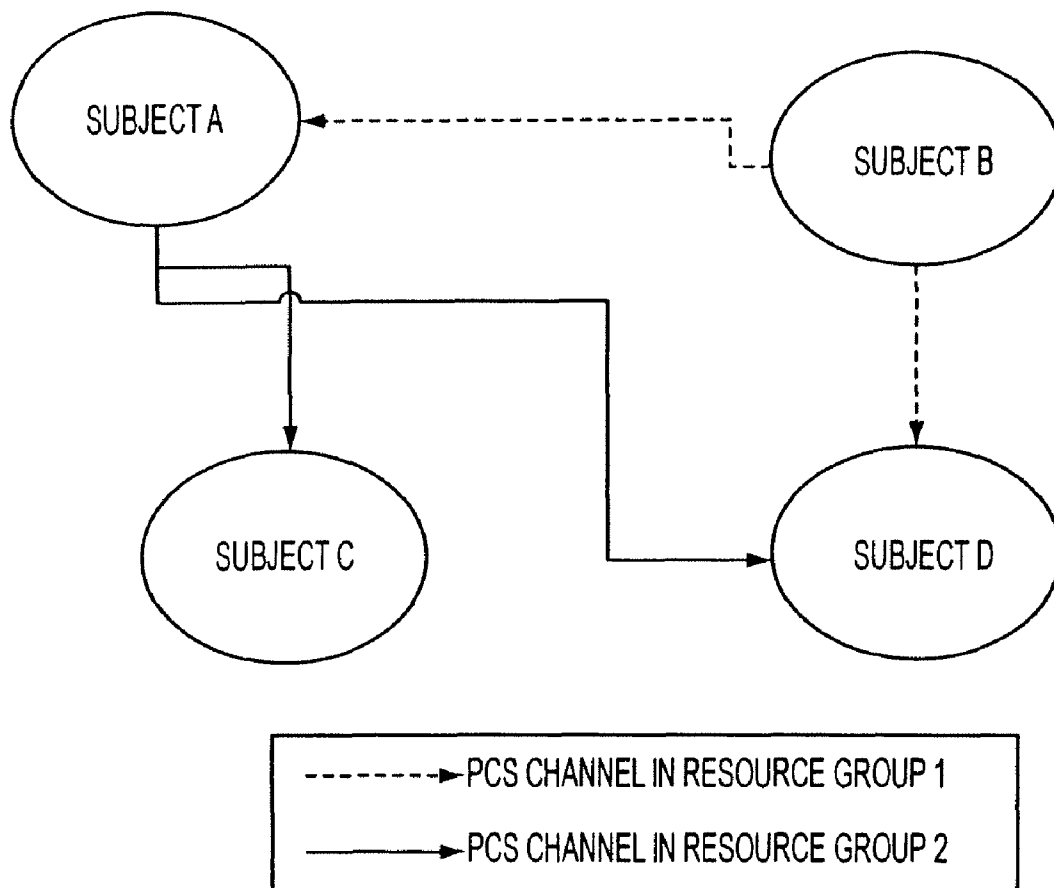 SUBJECT A
SUBJECT B
SUBJECT C
SUBJECT D
PCS CHANNEL IN RESOURCE GROUP 1
PCS CHANNEL IN RESOURCE GROUP 2